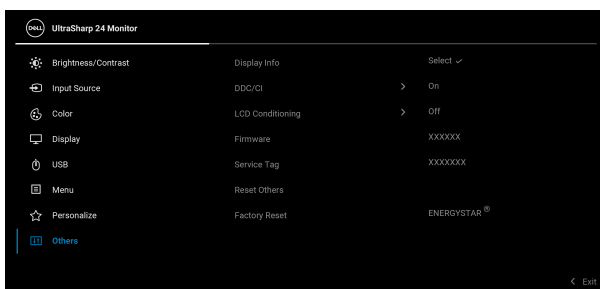 DELL UltraSharp 24 Monitor
Brightness/Contrast Display Info Select ✓
Input Source DDC/CI > On
Color LCD Conditioning > Off
Display Firmware XXXXXX
USB Service Tag XXXXXXX
Menu Reset Others
Personalize Factory Reset ENERGYSTAR®
Others
< Exit